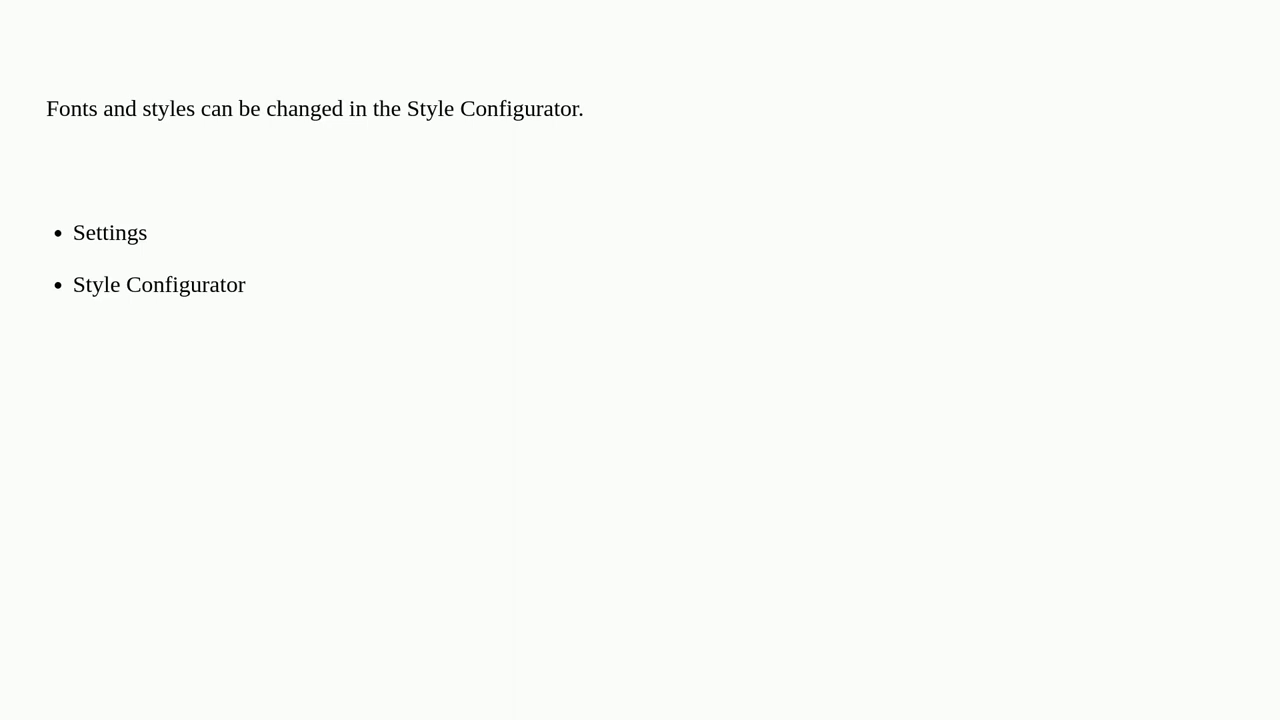 Fonts and styles can be changed in the Style Configurator.
• Settings
• Style Configurator